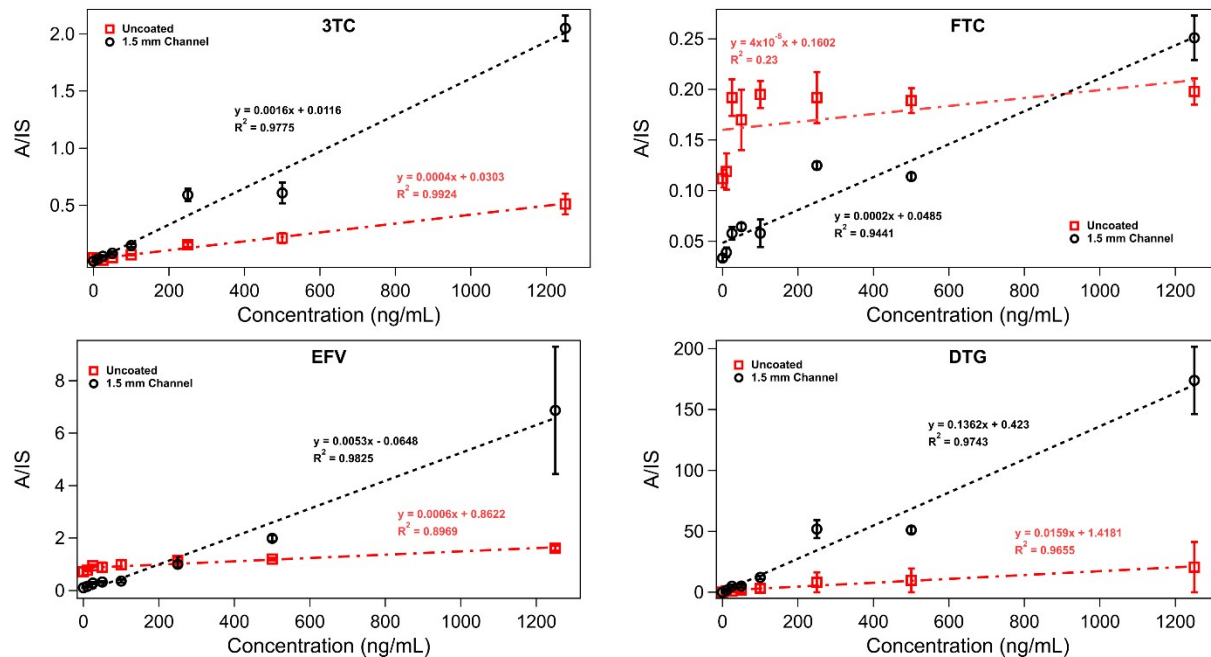 3TC
Uncoated
1.5 mm Channel
y = 0.0016x + 0.0116
R² = 0.9775
y = 0.0004x + 0.0303
R² = 0.9924
A/IS
2.0
1.5
1.0
0.5
0 200 400 600 800 1000 1200
Concentration (ng/mL)
FTC
y = 4x10⁻⁵ + 0.1602
R² = 0.23
y = 0.0002x + 0.0485
R² = 0.9441
Uncoated
1.5 mm Channel
A/IS
0.25
0.20
0.15
0.10
0.05
0 200 400 600 800 1000 1200
Concentration (ng/mL)
EFV
Uncoated
1.5 mm Channel
y = 0.0053x - 0.0648
R² = 0.9825
y = 0.0006x + 0.8622
R² = 0.8969
A/IS
8
6
4
2
0
0 200 400 600 800 1000 1200
Concentration (ng/mL)
DTG
Uncoated
1.5 mm Channel
y = 0.1362x + 0.423
R² = 0.9743
y = 0.0159x + 1.4181
R² = 0.9655
A/IS
200
150
100
50
0
0 200 400 600 800 1000 1200
Concentration (ng/mL)